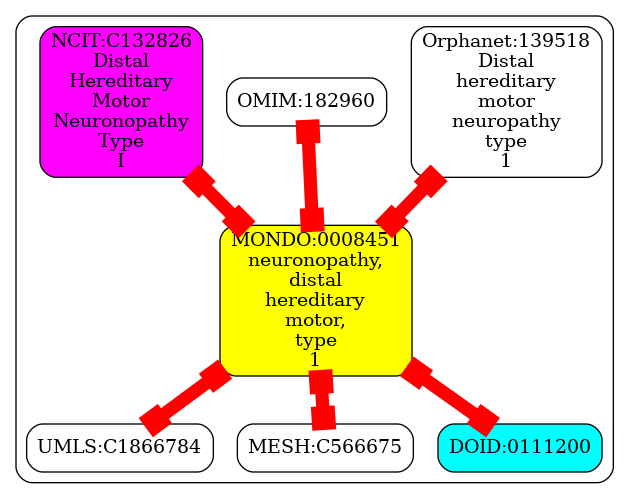 NCIT:C132826
Distal
Hereditary
Motor
Neuronopathy
Type
I
OMIM:182960
Orphanet:139518
Distal
hereditary
motor
neuropathy
type
1
MONDO:0008451
neuronopathy,
distal
hereditary
motor,
type
1
UMLS:C1866784
MESH:C566675
DOID:0111200